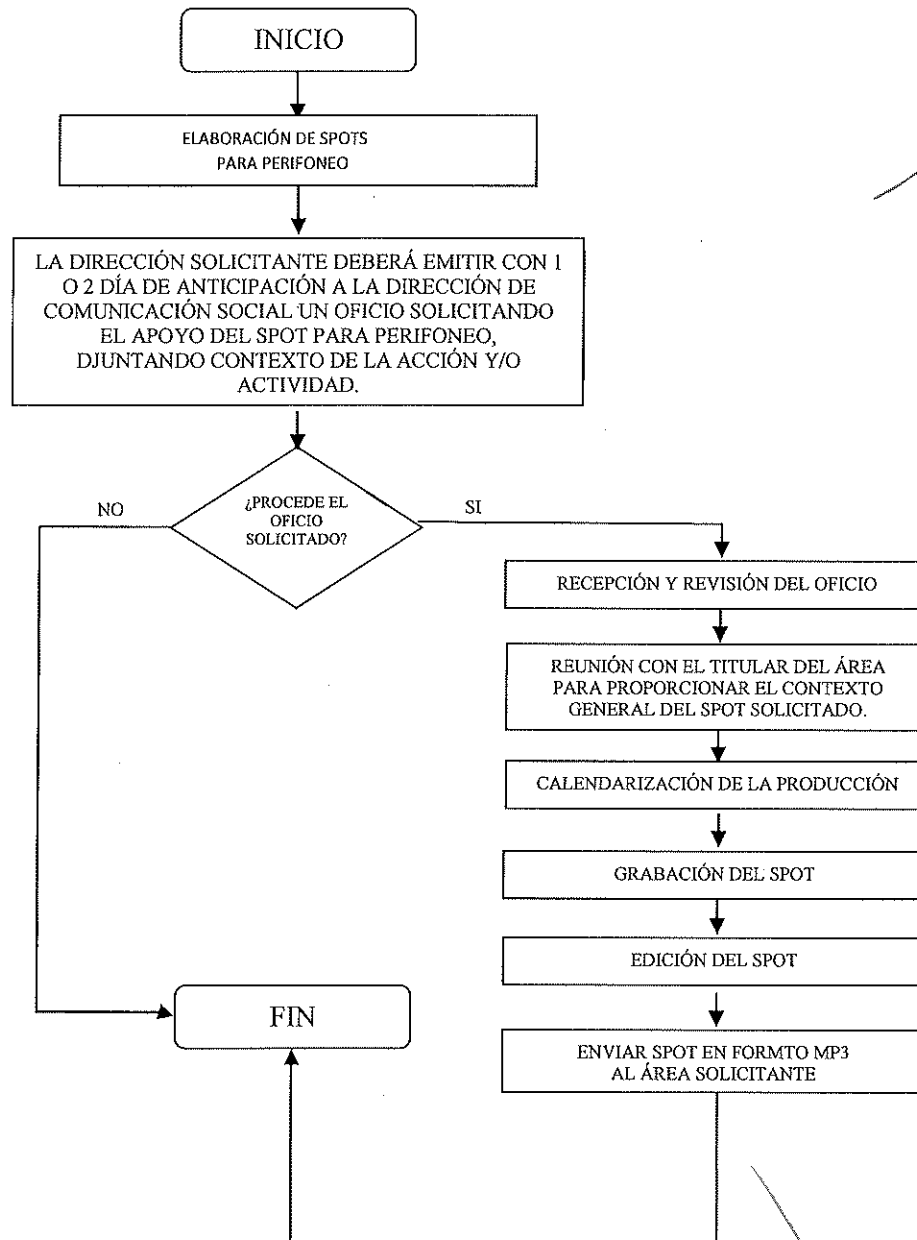 INICIO
ELABORACIÓN DE SPOTS
PARA PERIFONEO
LA DIRECCIÓN SOLICITANTE DEBERÁ EMITIR CON 1
O 2 DÍA DE ANTICIPACIÓN A LA DIRECCIÓN DE
COMUNICACIÓN SOCIAL UN OFICIO SOLICITANDO
EL APOYO DEL SPOT PARA PERIFONEO,
DJUNTANDO CONTEXTO DE LA ACCIÓN Y/O
ACTIVIDAD.
¿PROCEDE EL
OFICIO
SOLICITADO?
NO
SI
RECEPCIÓN Y REVISIÓN DEL OFICIO
REUNIÓN CON EL TITULAR DEL ÁREA
PARA PROPORCIONAR EL CONTEXTO
GENERAL DEL SPOT SOLICITADO.
CALENDARIZACIÓN DE LA PRODUCCIÓN
GRABACIÓN DEL SPOT
EDICIÓN DEL SPOT
ENVIAR SPOT EN FORMTO MP3
AL ÁREA SOLICITANTE
FIN